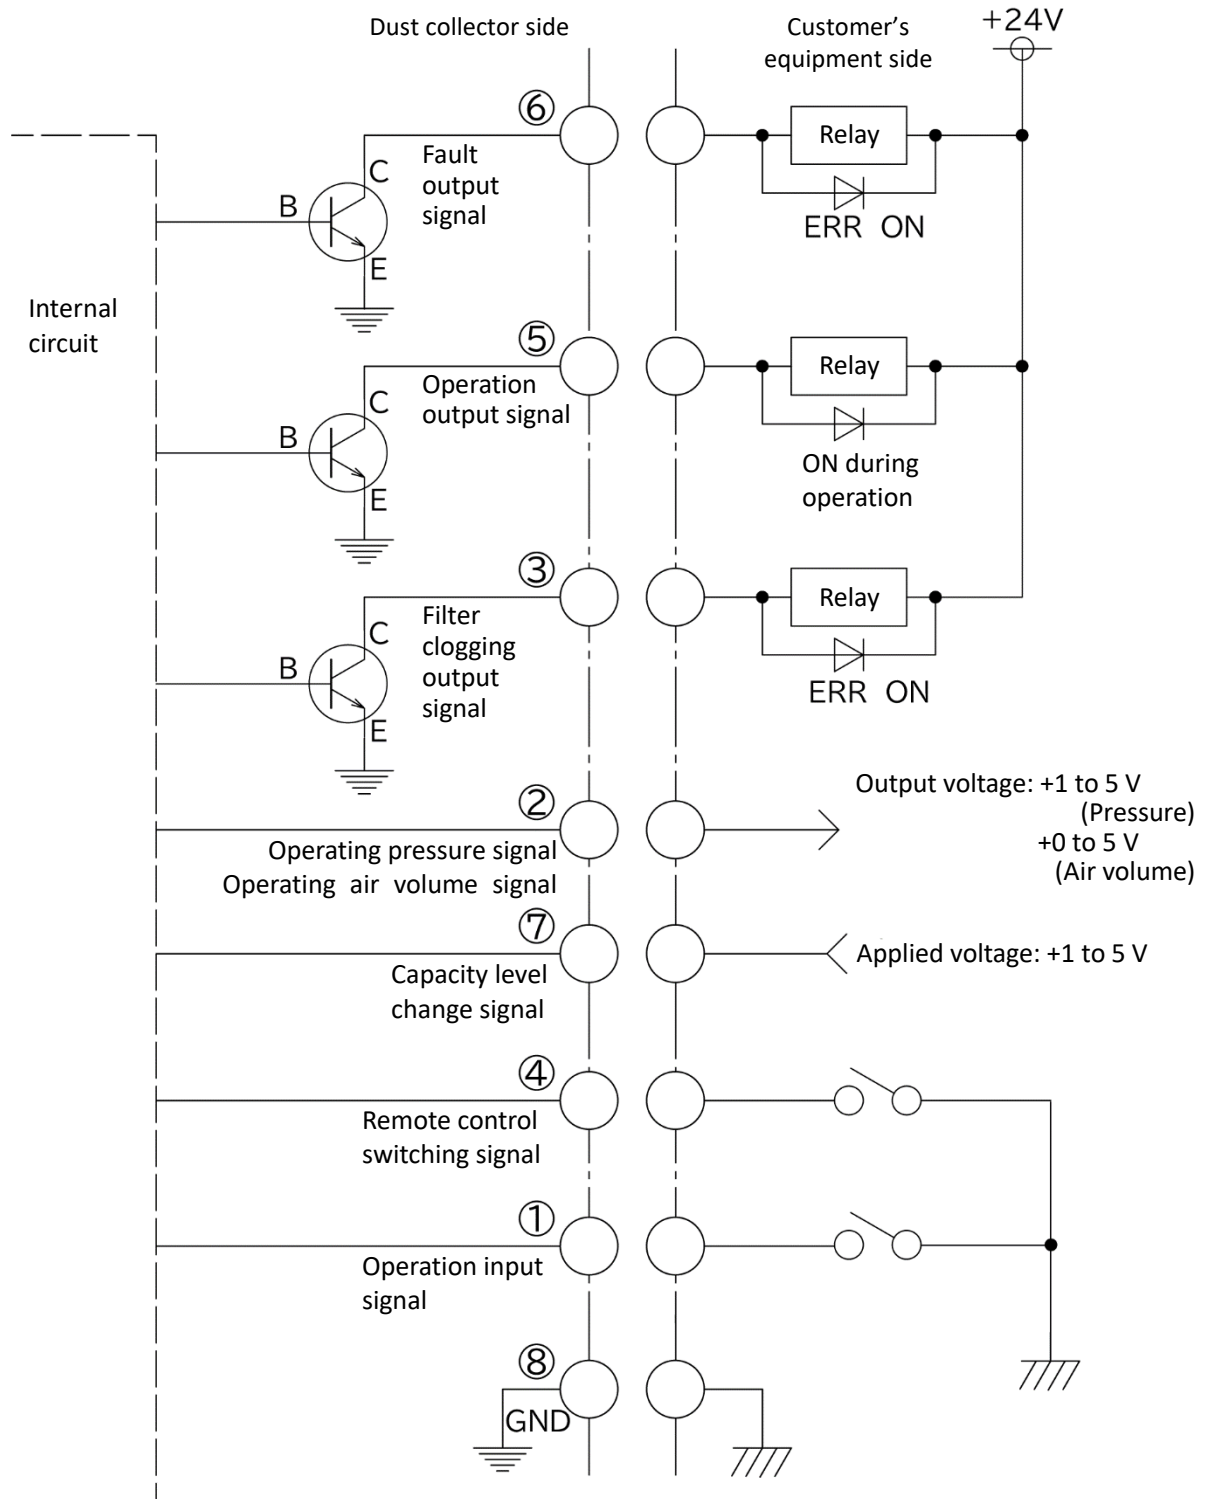 Dust collector side
Customer's
equipment side
+24V
⑥
Fault
output
signal
C
B
E
Relay
ERR ON
Internal
circuit
⑤
Operation
output signal
C
B
E
Relay
ON during
operation
③
Filter
clogging
output
signal
C
B
E
Relay
ERR ON
②
Operating pressure signal
Operating air volume signal
Output voltage: +1 to 5 V
(Pressure)
+0 to 5 V
(Air volume)
⑦
Capacity level
change signal
Applied voltage: +1 to 5 V
④
Remote control
switching signal
①
Operation input
signal
⑧
GND